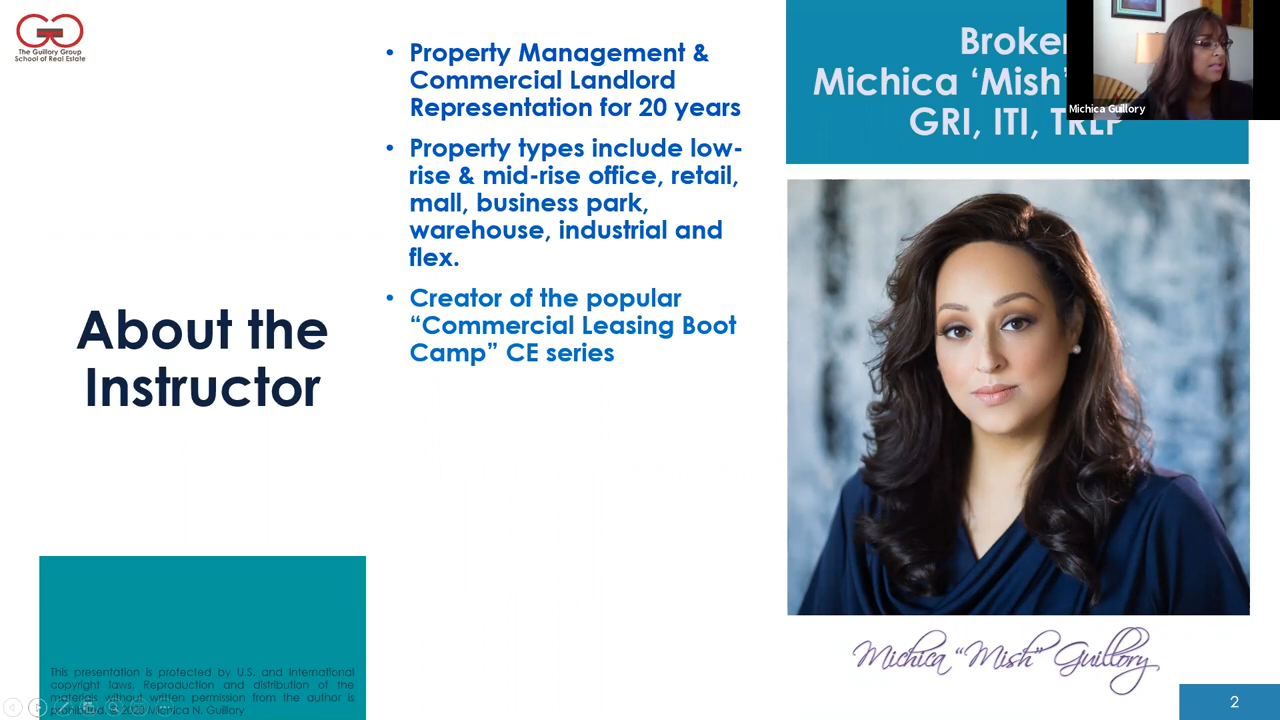 The Guillory Group
School of Real Estate
About the
Instructor
This presentation is protected by U.S. and International
copyright laws. Reproduction and distribution of the
materials without written permission from the author is
prohibited. © 2020 Michica N. Guillory
• Property Management &
Commercial Landlord
Representation for 20 years
• Property types include low-
rise & mid-rise office, retail,
mall, business park,
warehouse, industrial and
flex.
• Creator of the popular
“Commercial Leasing Boot
Camp” CE series
Broker
Michica ‘Mish’
GRI, ITI, TRLP
Michica Guillory
Michica “Mish” Guillory
2